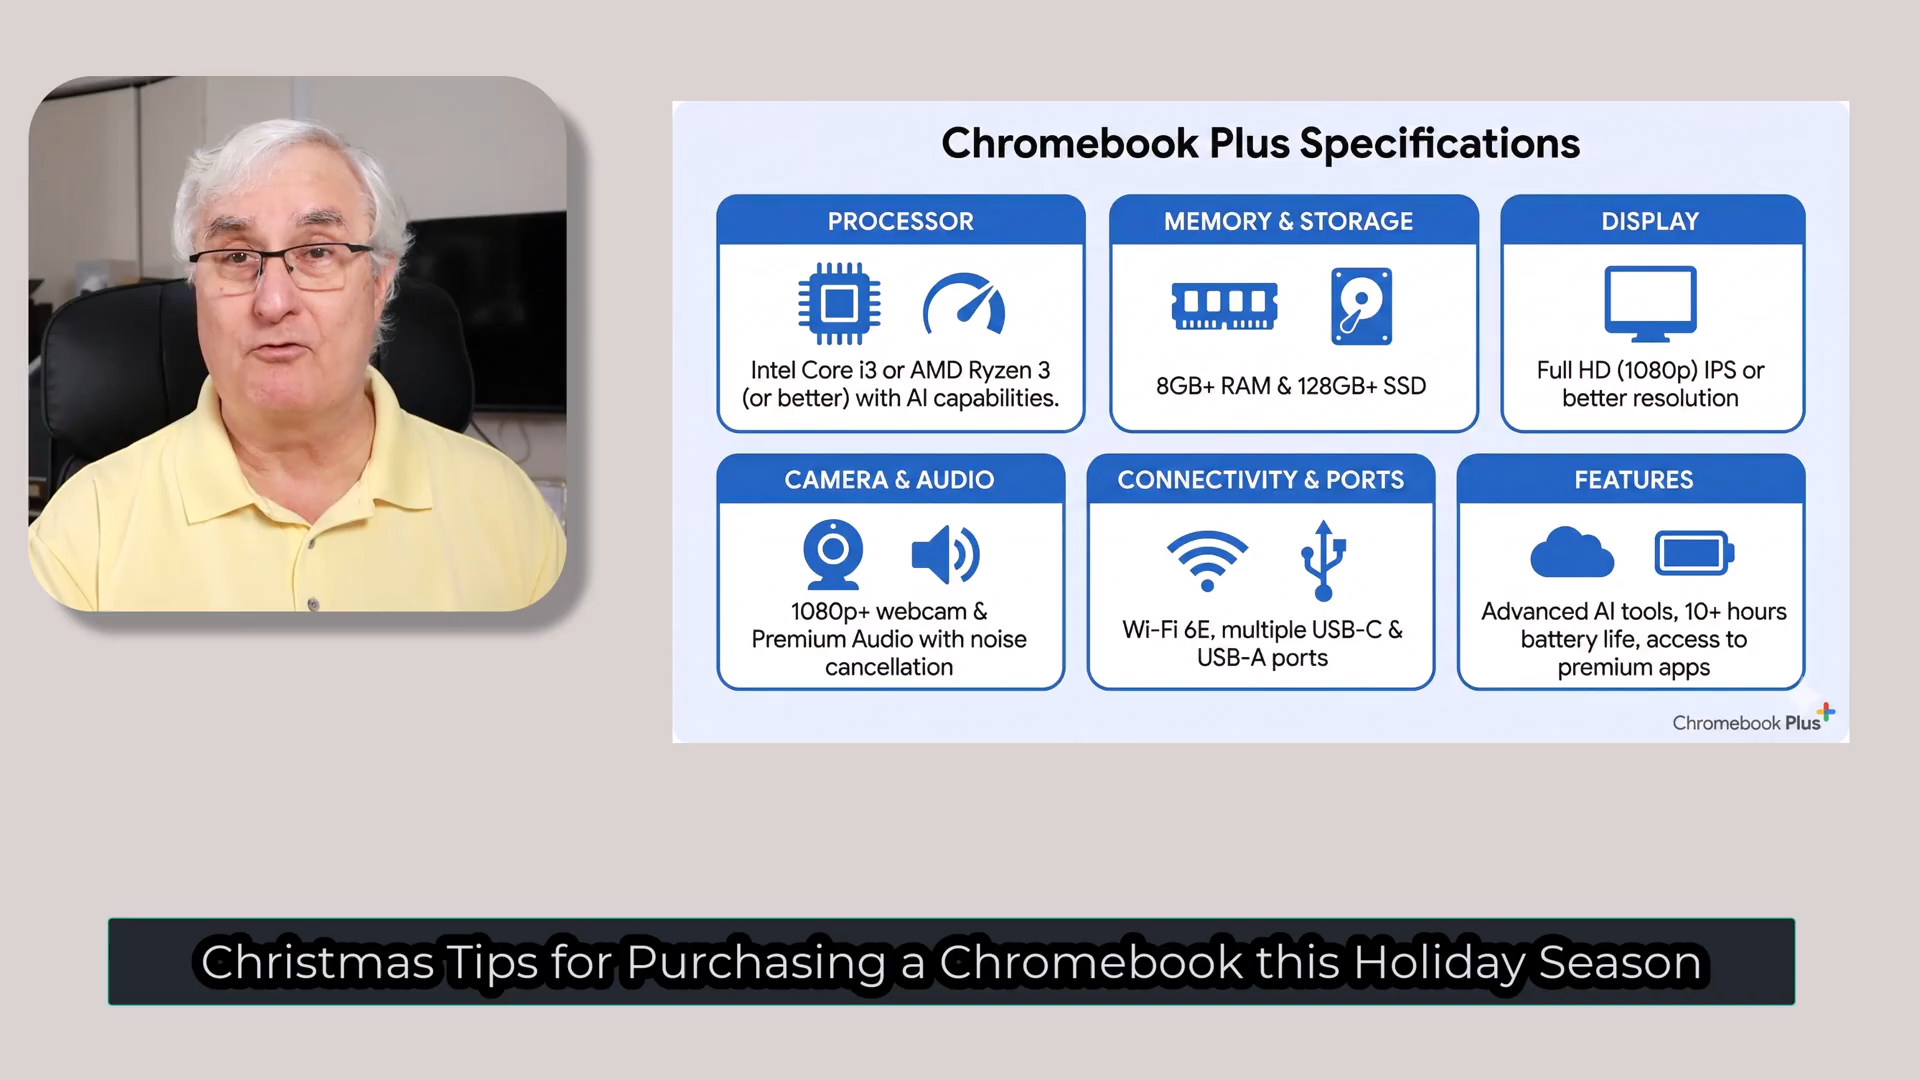 Chromebook Plus Specifications
PROCESSOR
Intel Core i3 or AMD Ryzen 3
(or better) with AI capabilities.
MEMORY & STORAGE
8GB+ RAM & 128GB+ SSD
DISPLAY
Full HD (1080p) IPS or
better resolution
CAMERA & AUDIO
1080p+ webcam &
Premium Audio with noise
cancellation
CONNECTIVITY & PORTS
Wi-Fi 6E, multiple USB-C &
USB-A ports
FEATURES
Advanced AI tools, 10+ hours
battery life, access to
premium apps
Chromebook Plus
Christmas Tips for Purchasing a Chromebook this Holiday Season